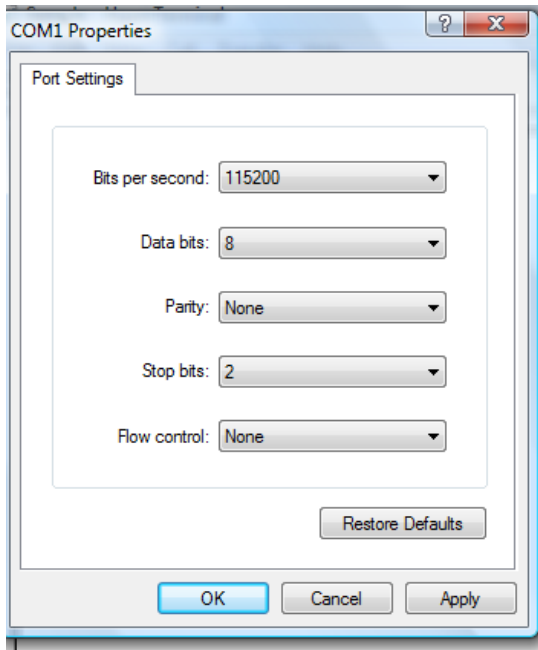 COM1 Properties
?
X
Port Settings
Bits per second: 115200
Data bits: 8
Parity: None
Stop bits: 2
Flow control: None
Restore Defaults
OK Cancel Apply